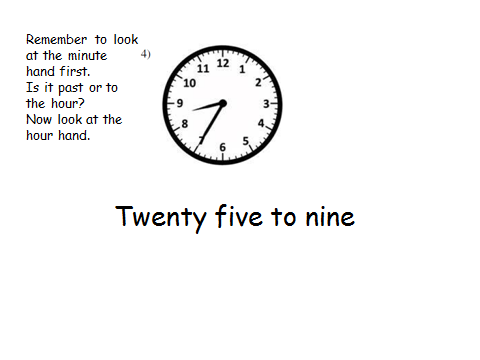 Remember to look
at the minute
hand first.
Is it past or to
the hour?
Now look at the
hour hand.
4)
12
11 1
10 2
9 3
8 4
7 5
6
Twenty five to nine